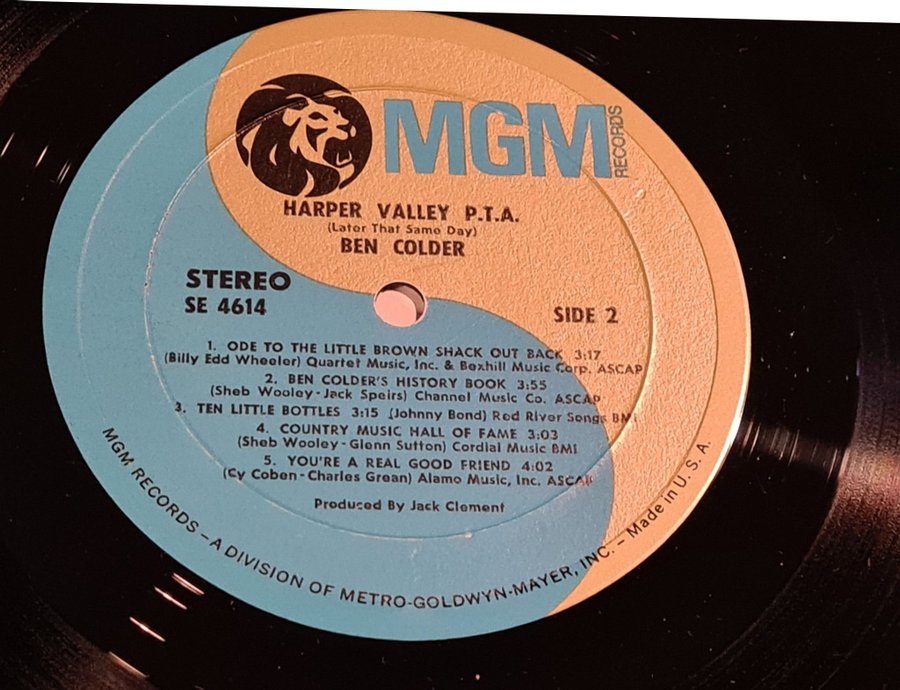 MGM RECORDS
HARPER VALLEY P.T.A.
(Later That Same Day)
BEN COLDER
STEREO
SE 4614
SIDE 2
1. ODE TO THE LITTLE BROWN SHACK OUT BACK 3:17
(Billy Edd Wheeler) Quartet Music, Inc. & Bexhill Music Corp. ASCAP
2. BEN COLDER'S HISTORY BOOK 3:55
(Sheb Wooley-Jack Speirs) Channel Music Co. ASCAP
3. TEN LITTLE BOTTLES 3:15 (Johnny Bond) Red River Songs BMI
4. COUNTRY MUSIC HALL OF FAME 3:03
(Sheb Wooley-Glenn Sutton) Cordial Music BMI
5. YOU'RE A REAL GOOD FRIEND 4:02
(Cy Coben-Charles Grean) Alamo Music, Inc. ASCAP
Produced By Jack Clement
MGM RECORDS – A DIVISION OF METRO-GOLDWYN-MAYER, INC. – Made in U. S. A.